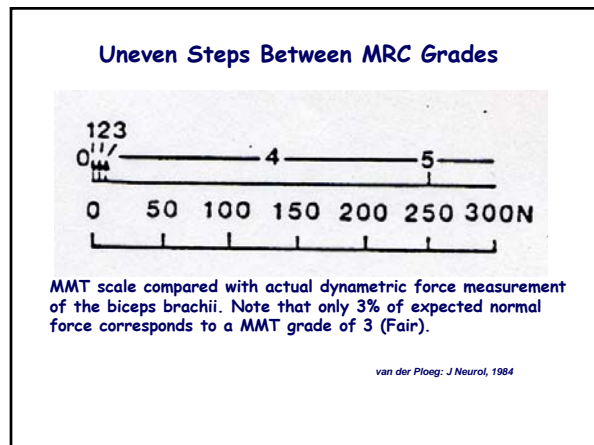 Uneven Steps Between MRC Grades
123
0 4 5
0 50 100 150 200 250 300N
MMT scale compared with actual dynametric force measurement
of the biceps brachii. Note that only 3% of expected normal
force corresponds to a MMT grade of 3 (Fair).
van der Ploeg: J Neurol, 1984